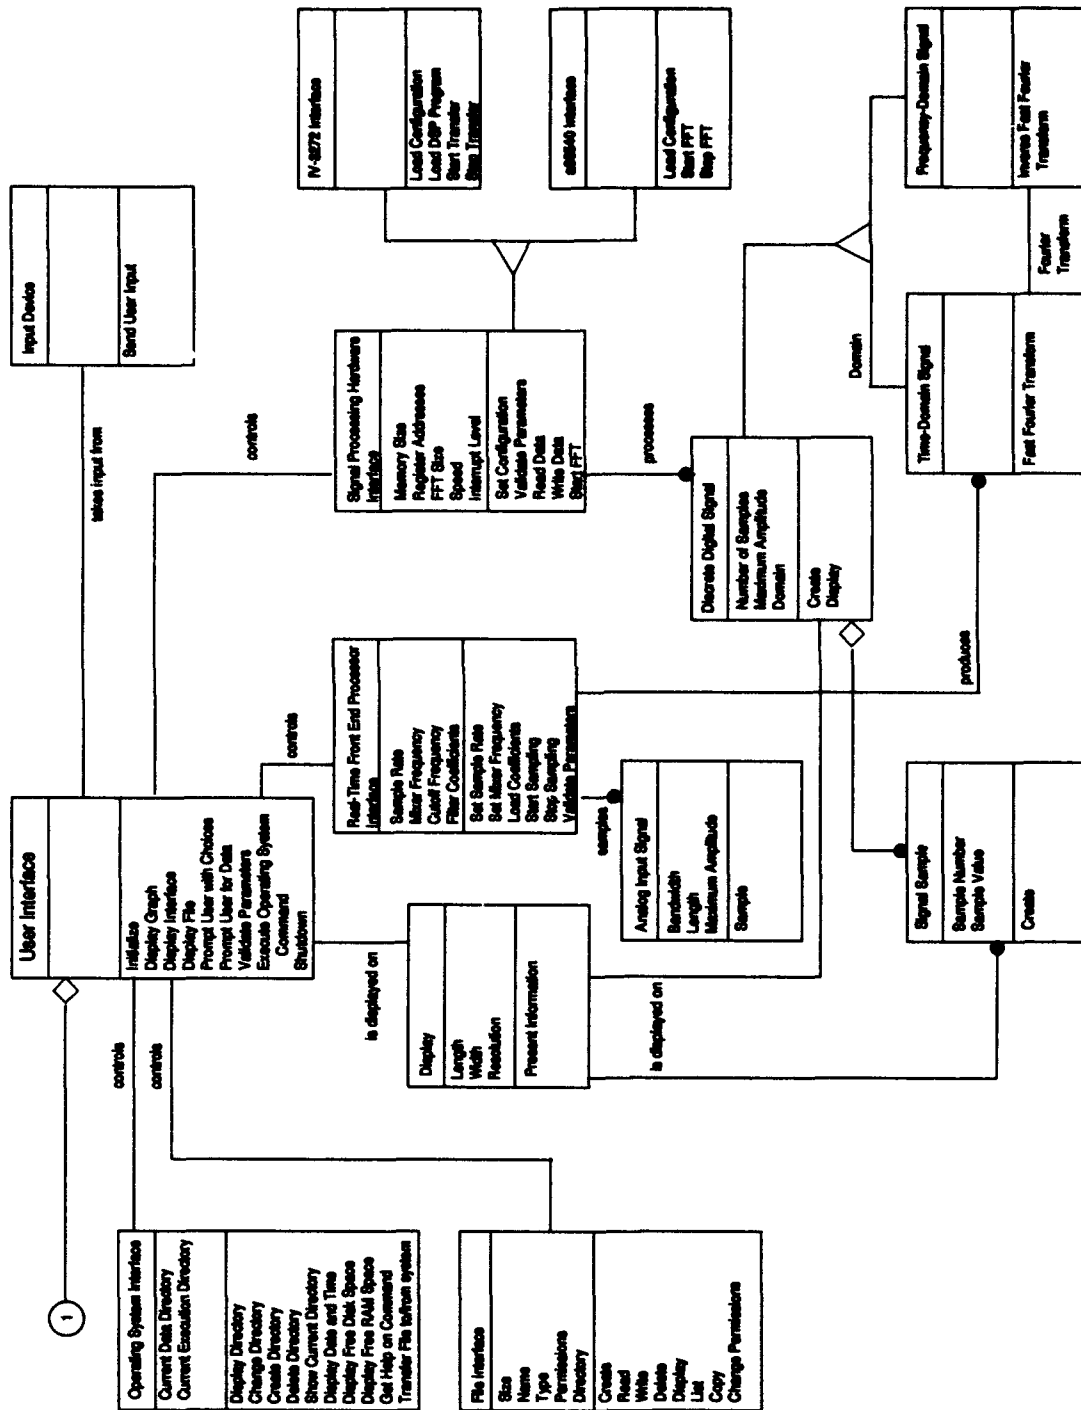 1
User Interface
Initialize
Display Graph
Display Interface
Display File
Prompt User with Choices
Prompt User for Data
Validate Parameters
Execute Operating System
Command
Shutdown
takes input from
Input Device
Send User Input
controls
controls
controls
controls
Operating System Interface
Current Data Directory
Current Execution Directory
Display Directory
Change Directory
Create Directory
Delete Directory
Show Current Directory
Display Date and Time
Display Free Disk Space
Display Free RAM Space
Get Help on Command
Transfer File to/from system
File Interface
Size
Name
Type
Permissions
Directory
Create
Read
Write
Delete
Display
List
Copy
Change Permissions
is displayed on
Display
Length
Width
Resolution
Present Information
is displayed on
Real-Time Front End Processor
Interface
Sample Rate
Mixer Frequency
Cutoff Frequency
Filter Coefficients
Set Sample Rate
Set Mixer Frequency
Load Coefficients
Start Sampling
Stop Sampling
Validate Parameters
samples
Analog Input Signal
Bandwidth
Length
Maximum Amplitude
Sample
Signal Processing Hardware
Interface
Memory Size
Register Addresses
FFT Size
Speed
Interrupt Level
Set Configuration
Validate Parameters
Read Data
Write Data
Start FFT
processes
Interface
Load Configuration
Load DSP Program
Start Transfer
Stop Transfer
Interface
Load Configuration
Start FFT
Stop FFT
Discrete Digital Signal
Number of Samples
Maximum Amplitude
Domain
Create
Display
Domain
produces
Signal Sample
Sample Number
Sample Value
Create
Time-Domain Signal
Fast Fourier Transform
Fourier
Transform
Frequency-Domain Signal
Inverse Fast Fourier
Transform